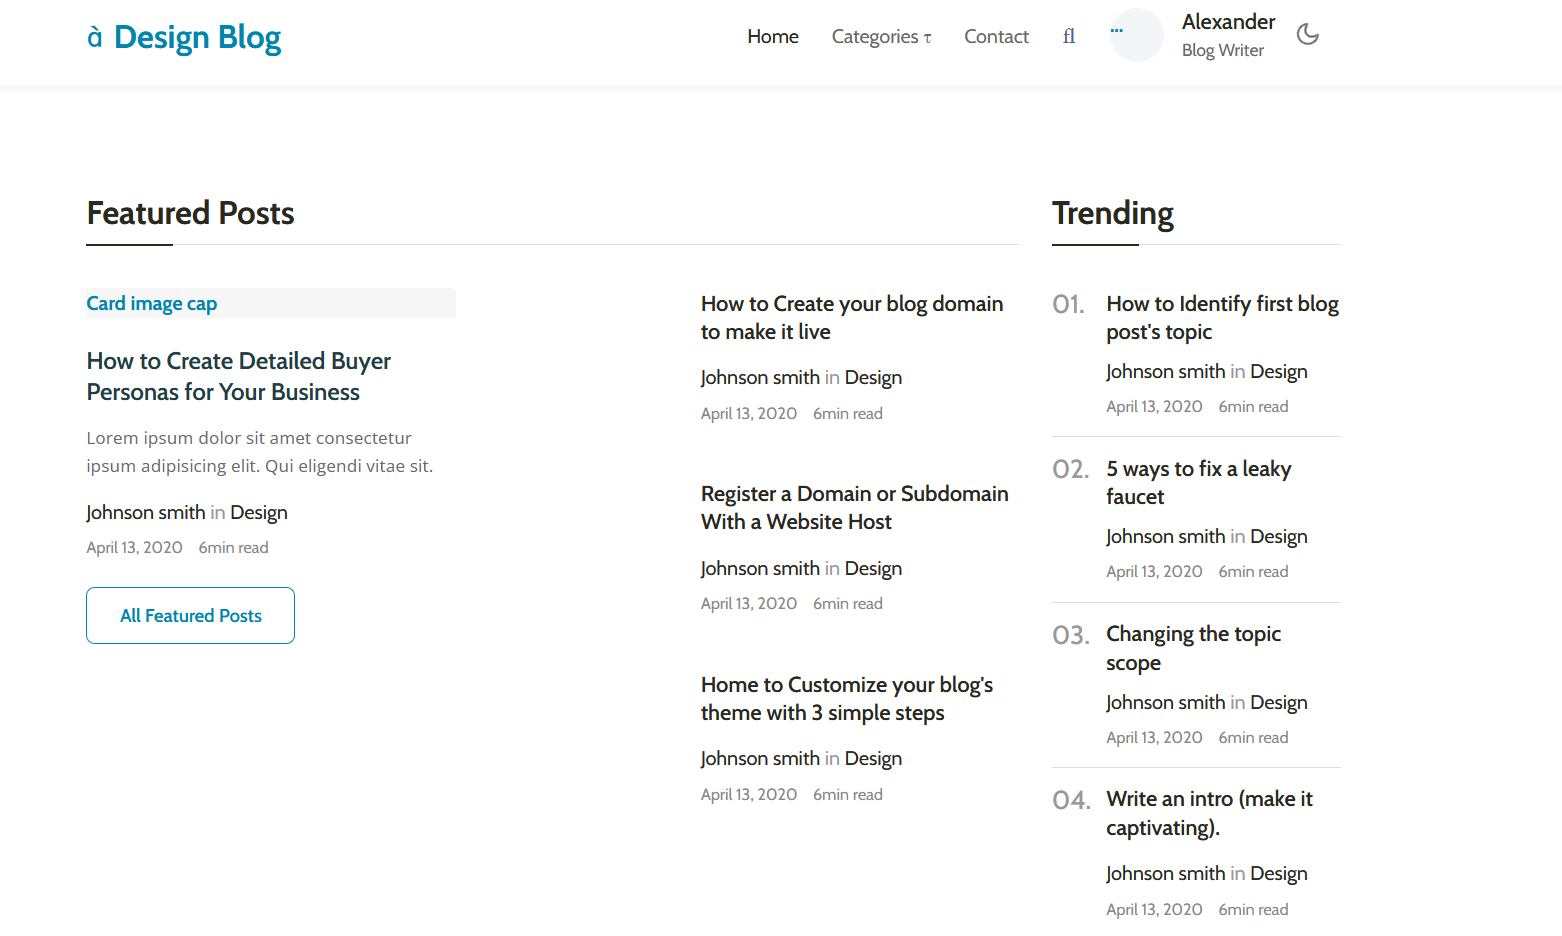 à Design Blog
Home
Categories τ
Contact
ﬂ
...
Alexander
Blog Writer
Featured Posts
Card image cap
How to Create Detailed Buyer
Personas for Your Business
Lorem ipsum dolor sit amet consectetur
ipsum adipisicing elit. Qui eligendi vitae sit.
Johnson smith in Design
April 13, 2020 6min read
All Featured Posts
How to Create your blog domain
to make it live
Johnson smith in Design
April 13, 2020 6min read
Register a Domain or Subdomain
With a Website Host
Johnson smith in Design
April 13, 2020 6min read
Home to Customize your blog's
theme with 3 simple steps
Johnson smith in Design
April 13, 2020 6min read
Trending
01. How to Identify first blog
post's topic
Johnson smith in Design
April 13, 2020 6min read
02. 5 ways to fix a leaky
faucet
Johnson smith in Design
April 13, 2020 6min read
03. Changing the topic
scope
Johnson smith in Design
April 13, 2020 6min read
04. Write an intro (make it
captivating).
Johnson smith in Design
April 13, 2020 6min read